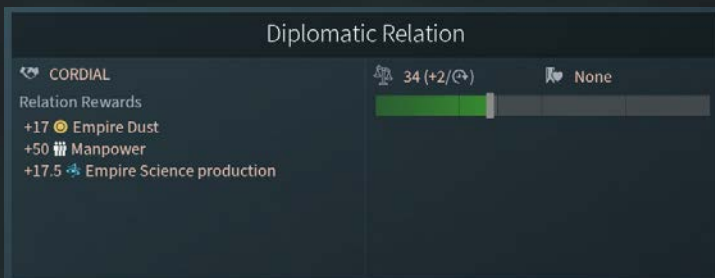 Diplomatic Relation
CORDIAL
34 (+2/)
None
Relation Rewards
+17 Empire Dust
+50 Manpower
+17.5 Empire Science production